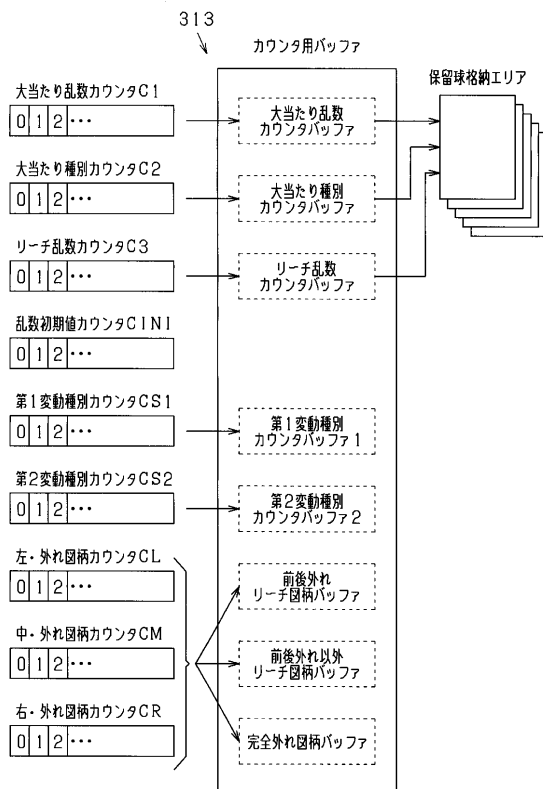 313
カウンタ用バッファ
保留球格納エリア
大当たり乱数カウンタC1
0 1 2 ･･･
大当たり乱数
カウンタバッファ
大当たり種別カウンタC2
0 1 2 ･･･
大当たり種別
カウンタバッファ
リーチ乱数カウンタC3
0 1 2 ･･･
リーチ乱数
カウンタバッファ
乱数初期値カウンタCINI
0 1 2 ･･･
第1変動種別カウンタCS1
0 1 2 ･･･
第1変動種別
カウンタバッファ1
第2変動種別カウンタCS2
0 1 2 ･･･
第2変動種別
カウンタバッファ2
左・外れ図柄カウンタCL
0 1 2 ･･･
前後外れ
リーチ図柄バッファ
中・外れ図柄カウンタCM
0 1 2 ･･･
前後外れ以外
リーチ図柄バッファ
右・外れ図柄カウンタCR
0 1 2 ･･･
完全外れ図柄バッファ